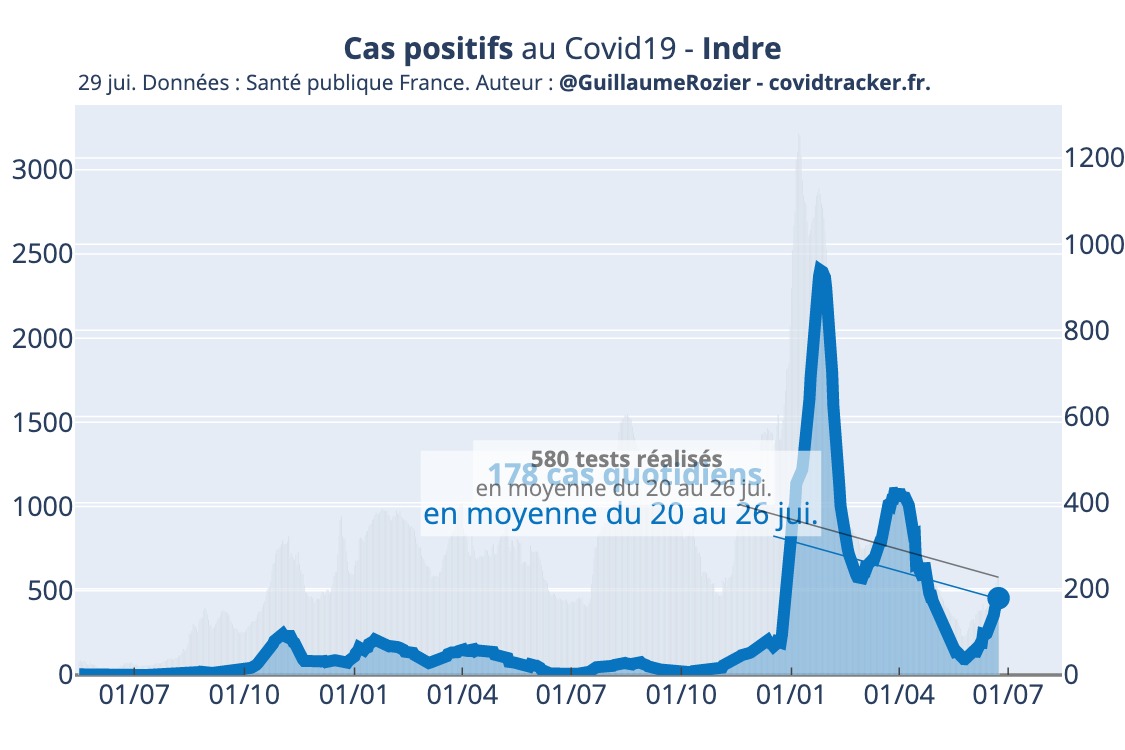 Cas positifs au Covid19 - Indre
29 jui. Données : Santé publique France. Auteur : @GuillaumeRozier - covidtracker.fr.
3000
2500
2000
1500
1000
500
0
1200
1000
800
600
400
200
0
580 tests réalisés
178 cas quotidiens
en moyenne du 20 au 26 jui.
en moyenne du 20 au 26 jui.
01/07 01/10 01/01 01/04 01/07 01/10 01/01 01/04 01/07